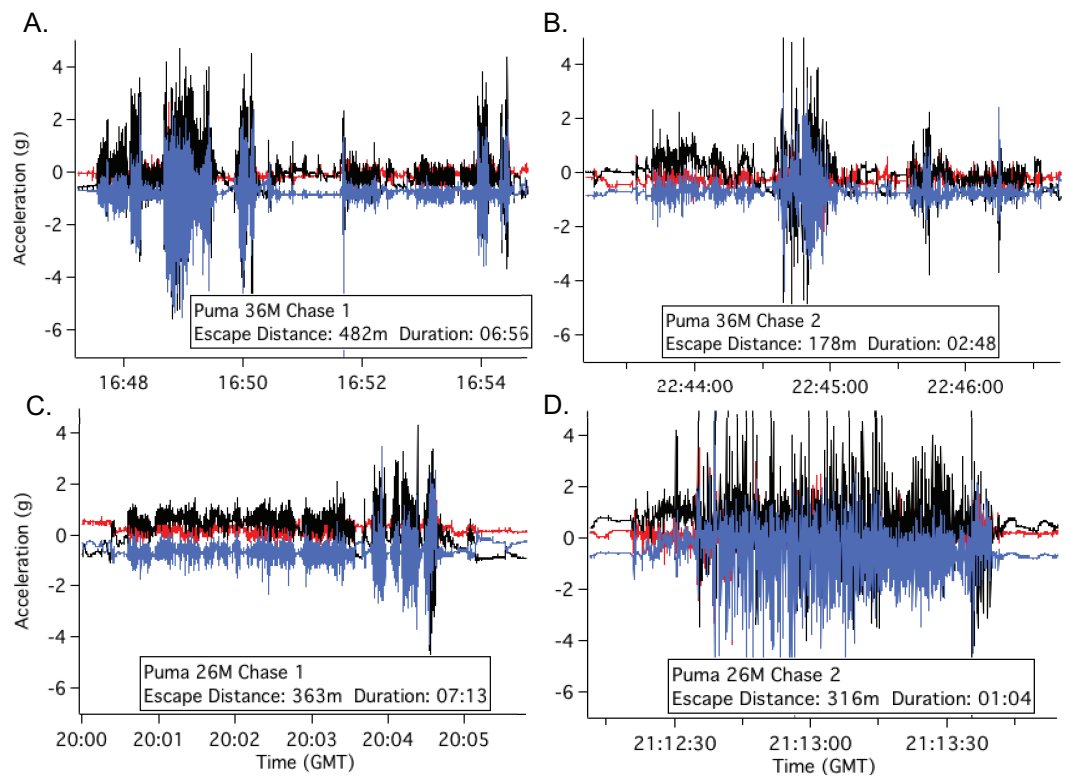 A.
4
2
0
-2
-4
-6
Acceleration (g)
Puma 36M Chase 1
Escape Distance: 482m Duration: 06:56
16:48 16:50 16:52 16:54
B.
4
2
0
-2
-4
-6
Puma 36M Chase 2
Escape Distance: 178m Duration: 02:48
22:44:00 22:45:00 22:46:00
C.
4
2
0
-2
-4
-6
Acceleration (g)
Puma 26M Chase 1
Escape Distance: 363m Duration: 07:13
20:00 20:01 20:02 20:03 20:04 20:05
Time (GMT)
D.
4
2
0
-2
-4
-6
Puma 26M Chase 2
Escape Distance: 316m Duration: 01:04
21:12:30 21:13:00 21:13:30
Time (GMT)